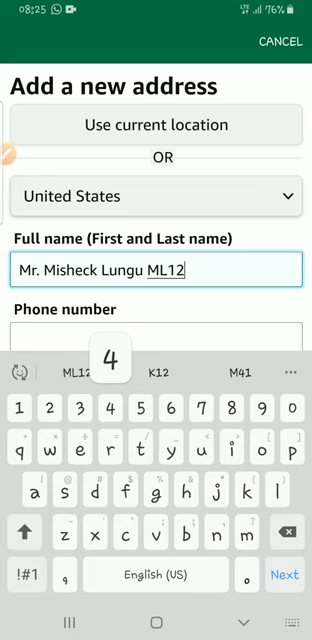 08:25 LTE 76%
CANCEL
Add a new address
Use current location
OR
United States
Full name (First and Last name)
Mr. Misheck Lungu ML12
Phone number
4
ML12 K12 M41 •••
1 2 3 4 5 6 7 8 9 0
q w e r t y u i o p
a s d f g h j k l
z x c v b n m
!#1 , English (US) . Next